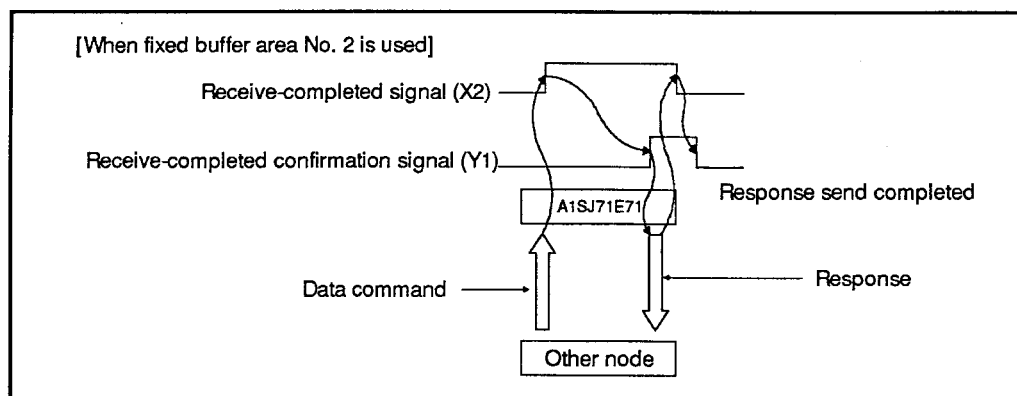 [When fixed buffer area No. 2 is used]
Receive-completed signal (X2)
Receive-completed confirmation signal (Y1)
A1SJ71E71
Response send completed
Data command
Response
Other node